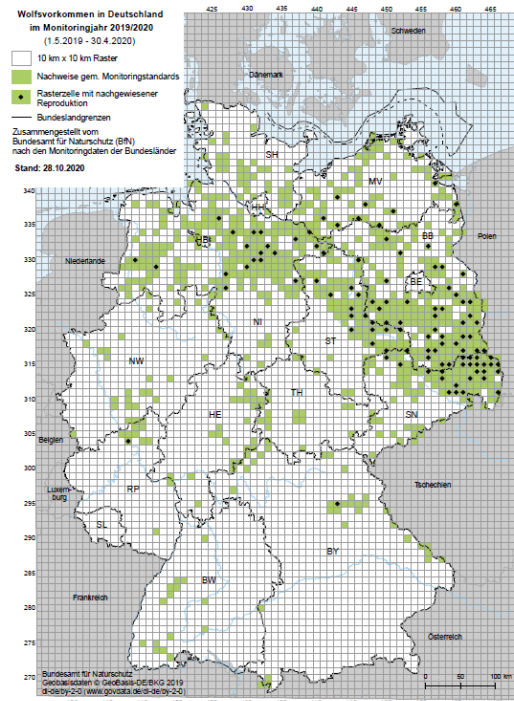 Wolfsvorkommen in Deutschland
im Monitoringjahr 2019/2020
(1.5.2019 - 30.4.2020)
10 km x 10 km Raster
Nachweise gem. Monitoringstandards
Rasterzelle mit nachgewiesener
Reproduktion
Bundeslandgrenzen
Zusammengestellt vom
Bundesamt für Naturschutz (BfN)
nach den Monitoringdaten der Bundesländer
Stand: 28.10.2020
425 430 435 440 445 450 455 460 465
Schweden
Dänemark
SH
MV
340
HH
335
HB
BB
Polen
Niederlande
330
BE
325
NI
320
ST
NW
315
TH
310
HE
SN
305
Belgien
300
Tschechien
Luxem-
burg
RP
295
SL
290
BY
285
BW
Frankreich
280
275
Österreich
270
Bundesamt für Naturschutz
Geobasisdaten © GeoBasis-DE/BKG 2019
dl-de/by-2-0 (www.govdata.de/dl-de/by-2-0)
0 50 100 km